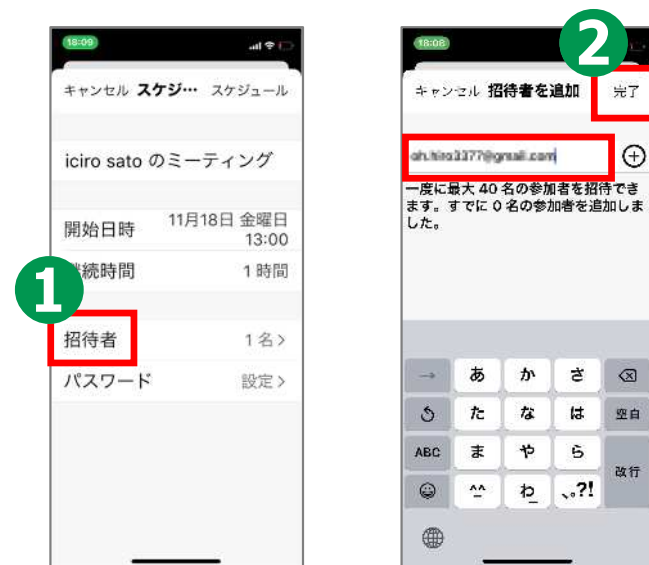 18:09
キャンセル スケジ… スケジュール
iciro sato のミーティング
開始日時 11月18日 金曜日
13:00
継続時間 1 時間
1
招待者 1 名 >
パスワード 設定 >
18:08
2
キャンセル 招待者を追加 完了
一度に最大 40 名の参加者を招待でき
ます。すでに 0 名の参加者を追加しま
した。
→ あ か さ
た な は 空白
ABC ま や ら
改行
^^ わ_ 、。?!